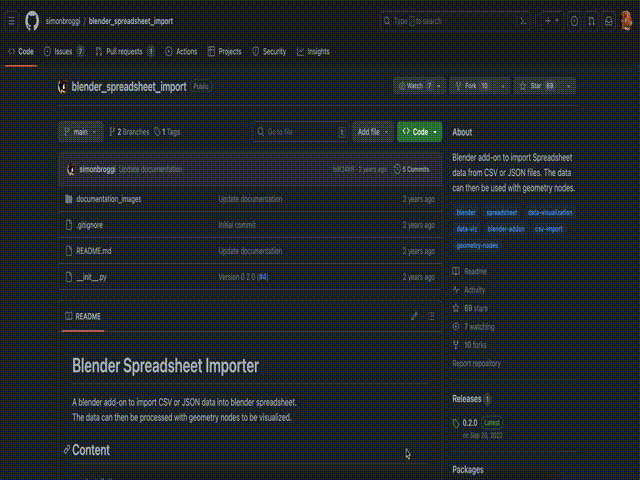 simonbroggi / blender_spreadsheet_import
Type / to search
Code Issues 7 Pull requests 1 Actions Projects Security Insights
blender_spreadsheet_import Public
Watch 7 Fork 10 Star 69
main 2 Branches 1 Tags Go to file t Add file Code
simonbroggi Update documentation 2 years ago 5 Commits
documentation_images Update documentation 2 years ago
.gitignore Initial commit 2 years ago
README.md Update documentation 2 years ago
__init__.py Version 0 2 0 (#4) 2 years ago
README
Blender Spreadsheet Importer
A blender add-on to import CSV or JSON data into blender spreadsheet.
The data can then be processed with geometry nodes to be visualized.
Content
About
Blender add-on to import Spreadsheet
data from CSV or JSON files. The data
can then be used with geometry nodes.
blender spreadsheet data-visualization
data-viz blender-addon csv-import
geometry-nodes
Readme
Activity
69 stars
7 watching
10 forks
Report repository
Releases 1
0.2.0 Latest
on Sep 20, 2022
Packages